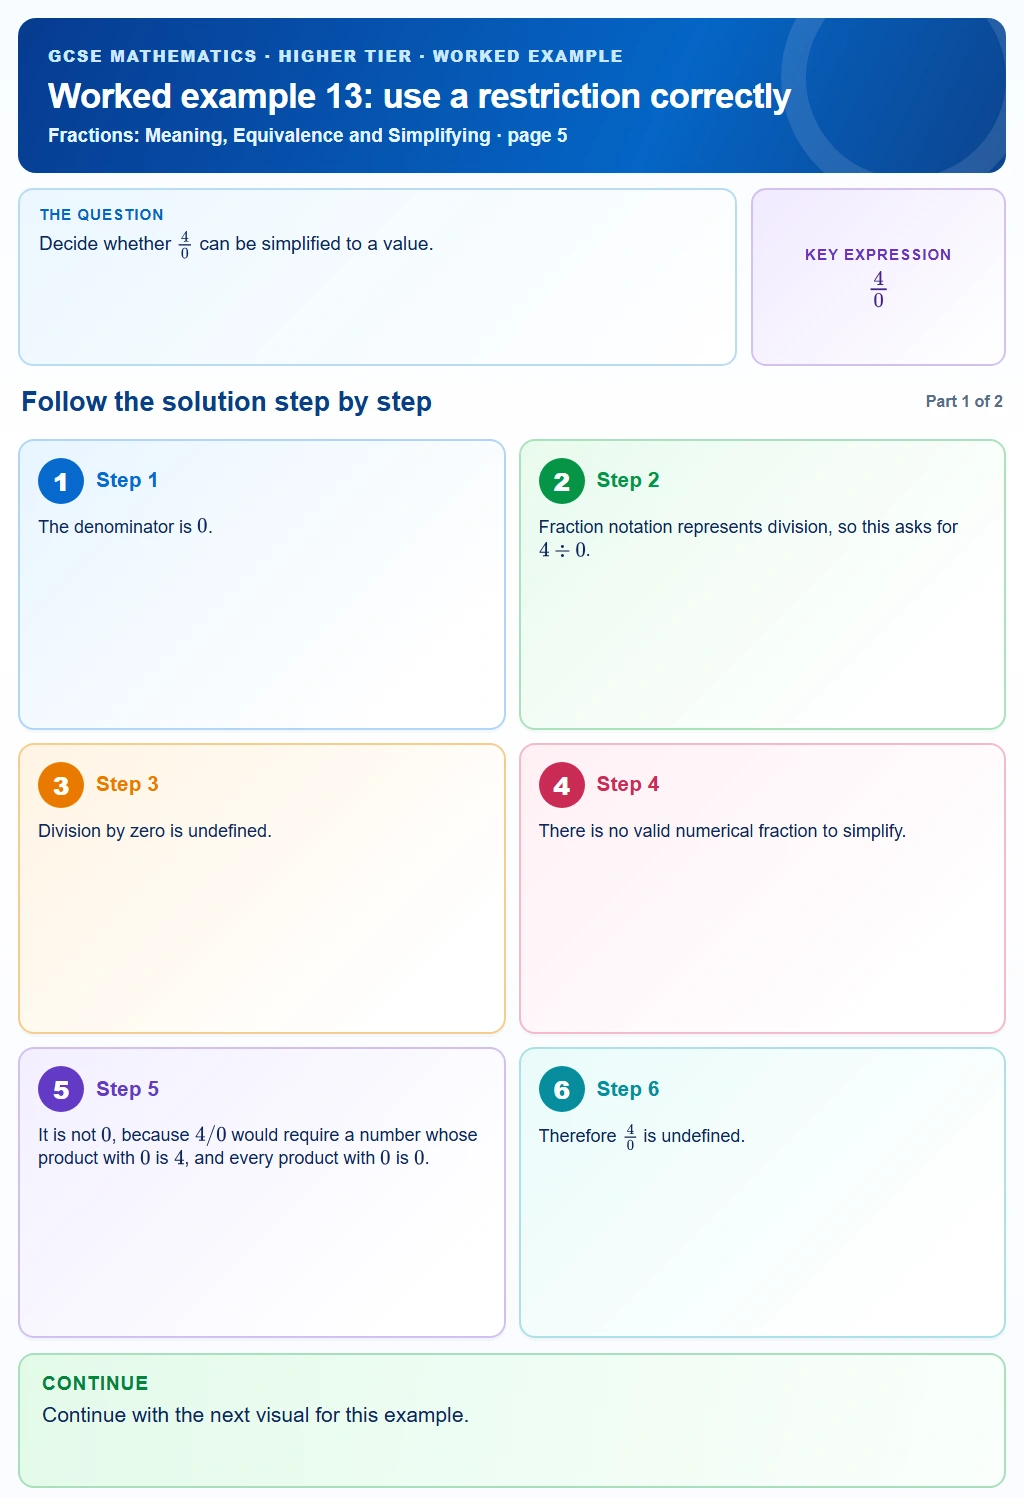 GCSE MATHEMATICS · HIGHER TIER · WORKED EXAMPLE
Worked example 13: use a restriction correctly
Fractions: Meaning, Equivalence and Simplifying · page 5
THE QUESTION
Decide whether 4/0 can be simplified to a value.
KEY EXPRESSION
4/0
Follow the solution step by step
Part 1 of 2
1 Step 1
The denominator is 0.
2 Step 2
Fraction notation represents division, so this asks for
4 ÷ 0.
3 Step 3
Division by zero is undefined.
4 Step 4
There is no valid numerical fraction to simplify.
5 Step 5
It is not 0, because 4/0 would require a number whose
product with 0 is 4, and every product with 0 is 0.
6 Step 6
Therefore 4/0 is undefined.
CONTINUE
Continue with the next visual for this example.